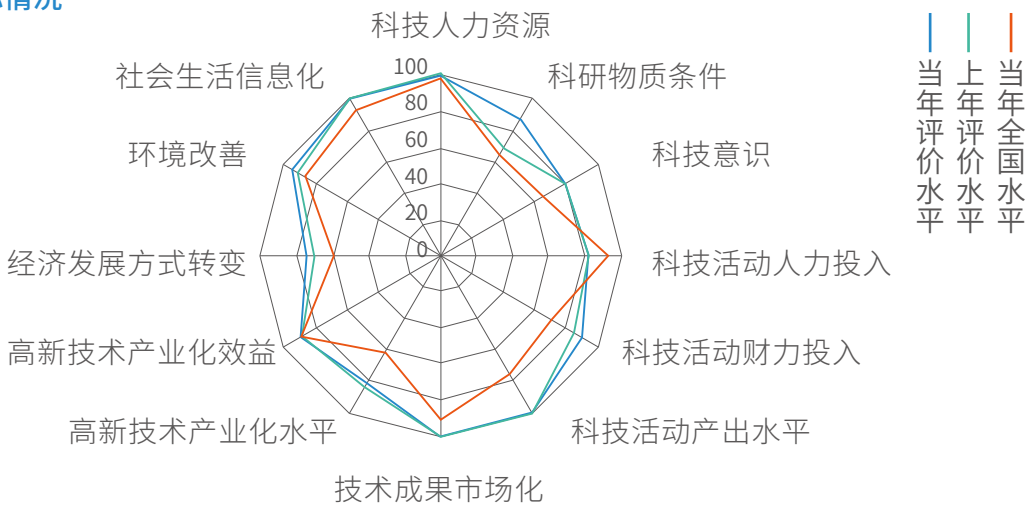 情况
科技人力资源
科研物质条件
科技意识
科技活动人力投入
科技活动财力投入
科技活动产出水平
技术成果市场化
高新技术产业化水平
高新技术产业化效益
经济发展方式转变
环境改善
社会生活信息化
100
80
60
40
20
0
当年评价水平
上年评价水平
当年全国水平